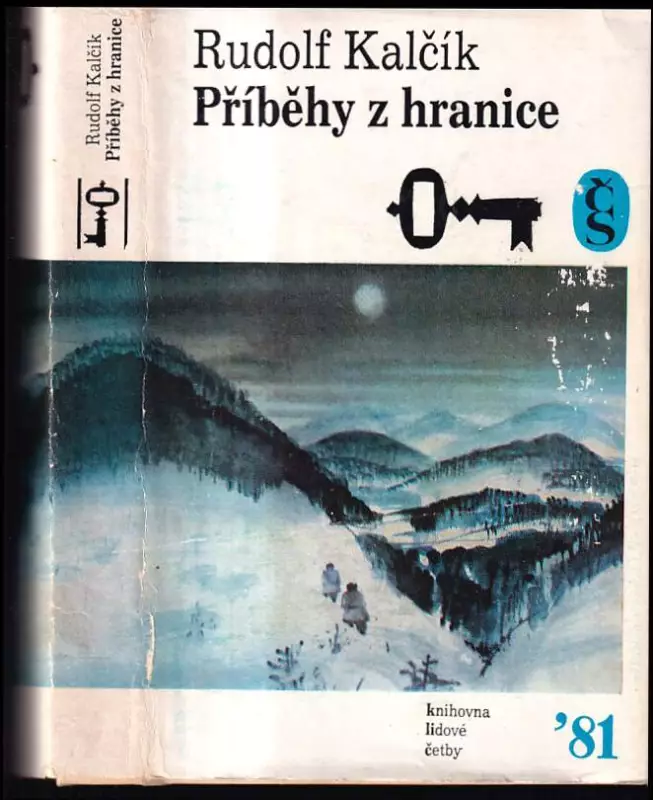 Rudolf Kalčík
Příběhy z hranice
Rudolf Kalčík
Příběhy z hranice
ČS
knihovna
lidové
četby
'81